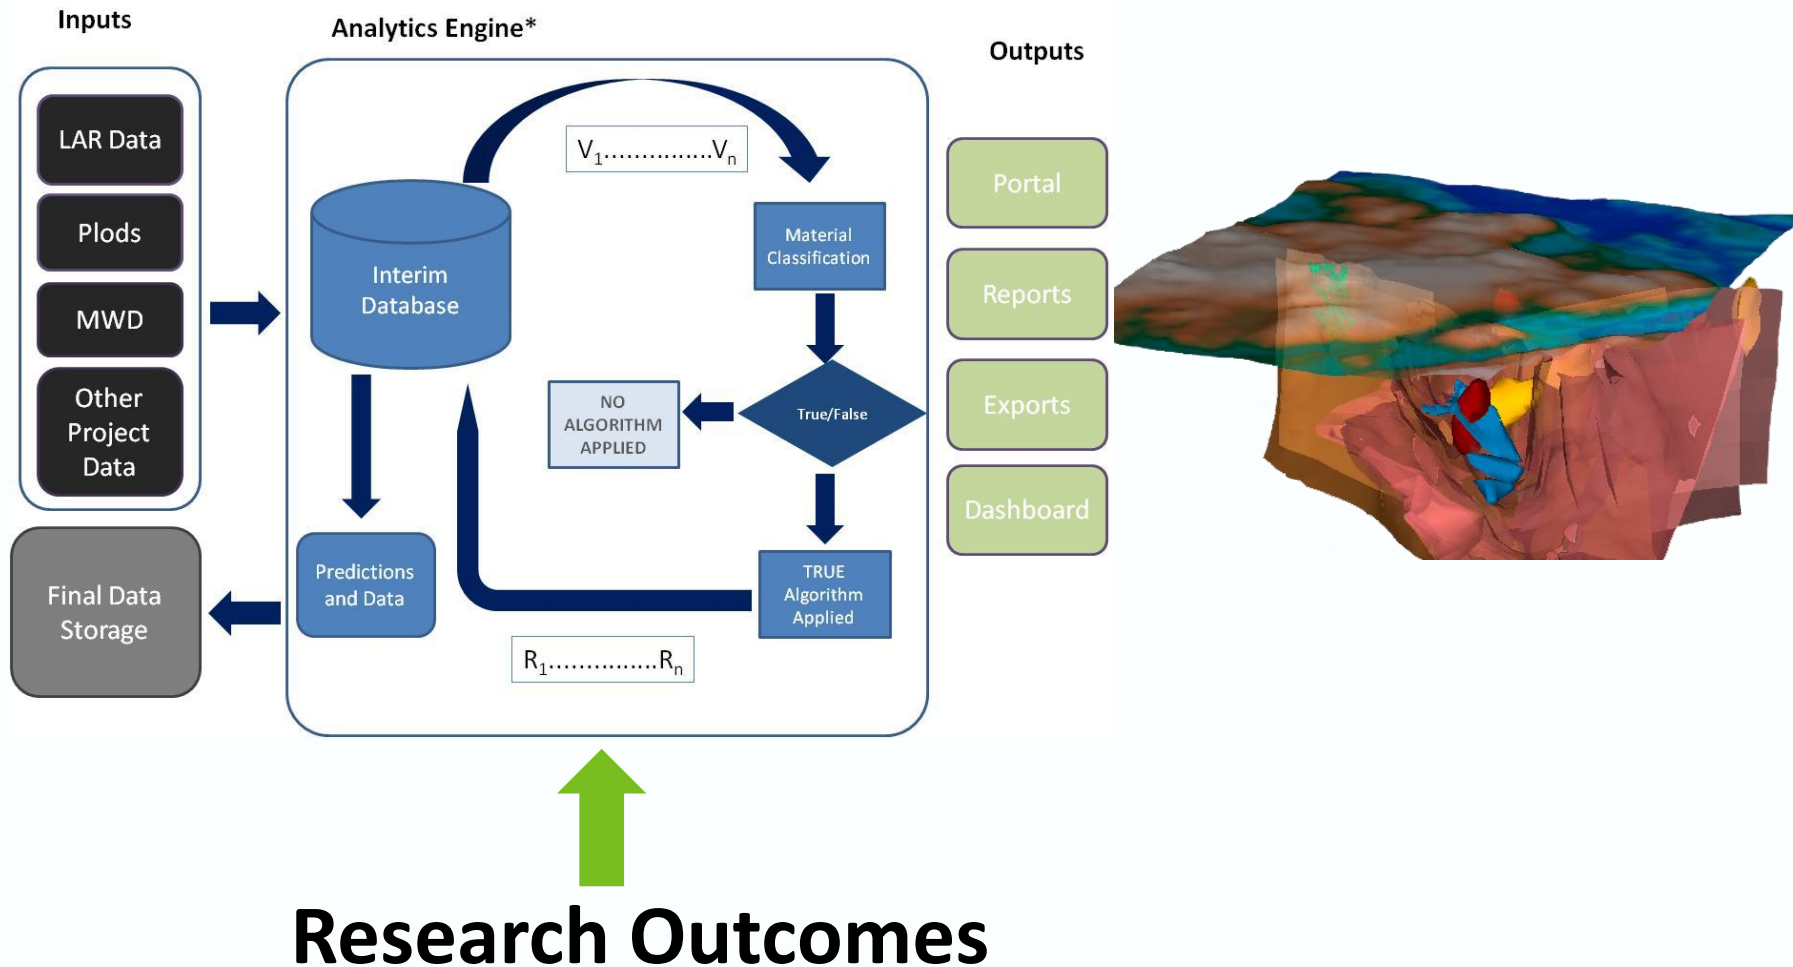 Inputs
Analytics Engine*
Outputs
LAR Data
Plods
MWD
Other
Project
Data
Final Data
Storage
Interim
Database
V1...............Vn
Material
Classification
True/False
NO
ALGORITHM
APPLIED
TRUE
Algorithm
Applied
Predictions
and Data
R1...............Rn
Portal
Reports
Exports
Dashboard
Research Outcomes